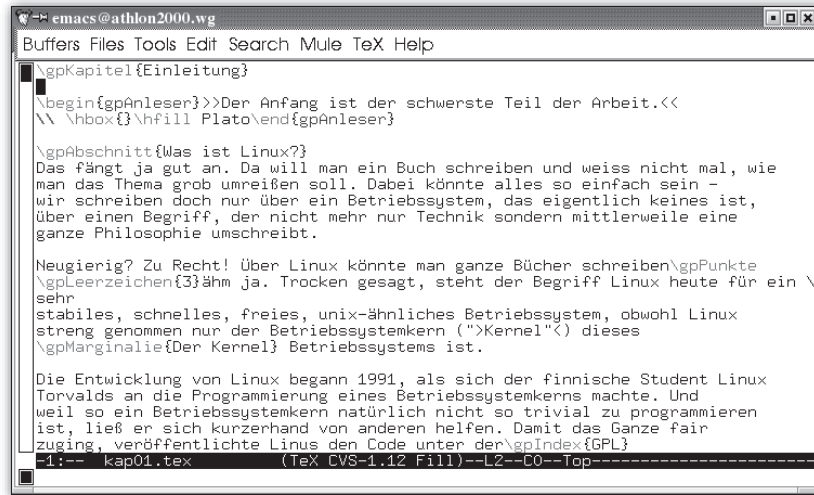 emacs@athlon2000.wg
Buffers Files Tools Edit Search Mule TeX Help
\gpKapitel{Einleitung}
\begin{gpAnleser}>>Der Anfang ist der schwerste Teil der Arbeit.<<
\\ \hbox{}\hfill Plato\end{gpAnleser}
\gpAbschnitt{Was ist Linux?}
Das fängt ja gut an. Da will man ein Buch schreiben und weiss nicht mal, wie
man das Thema grob umreißen soll. Dabei könnte alles so einfach sein -
wir schreiben doch nur über ein Betriebssystem, das eigentlich keines ist,
über einen Begriff, der nicht mehr nur Technik sondern mittlerweile eine
ganze Philosophie umschreibt.
Neugierig? Zu Recht! Über Linux könnte man ganze Bücher schreiben\gpPunkte
\gpLeerzeichen{3}ähm ja. Trocken gesagt, steht der Begriff Linux heute für ein \
sehr
stabiles, schnelles, freies, unix-ähnliches Betriebssystem, obwohl Linux
streng genommen nur der Betriebssystemkern (">Kernel"<) dieses
\gpMarginalie{Der Kernel} Betriebssystems ist.
Die Entwicklung von Linux begann 1991, als sich der finnische Student Linux
Torvalds an die Programmierung eines Betriebssystemkerns machte. Und
weil so ein Betriebssystemkern natürlich nicht so trivial zu programmieren
ist, ließ er sich kurzerhand von anderen helfen. Damit das Ganze fair
zuging, veröffentlichte Linus den Code unter der\gpIndex{GPL}
-1:-- kap01.tex (TeX CVS-1.12 Fill)--L2--C0--Top------------------------